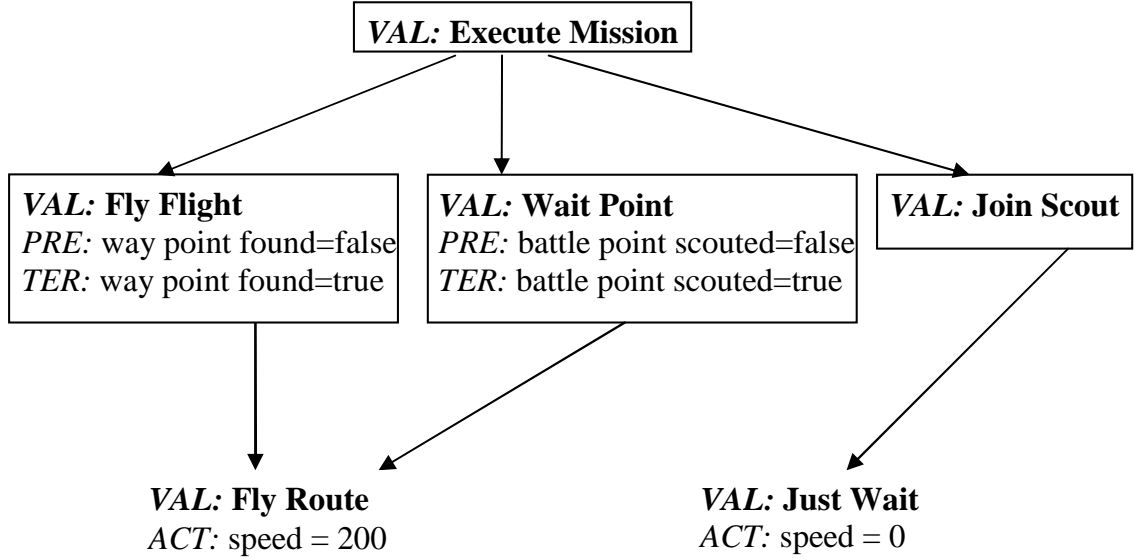 VAL: Execute Mission
VAL: Fly Flight
PRE: way point found=false
TER: way point found=true
VAL: Wait Point
PRE: battle point scouted=false
TER: battle point scouted=true
VAL: Join Scout
VAL: Fly Route
ACT: speed = 200
VAL: Just Wait
ACT: speed = 0